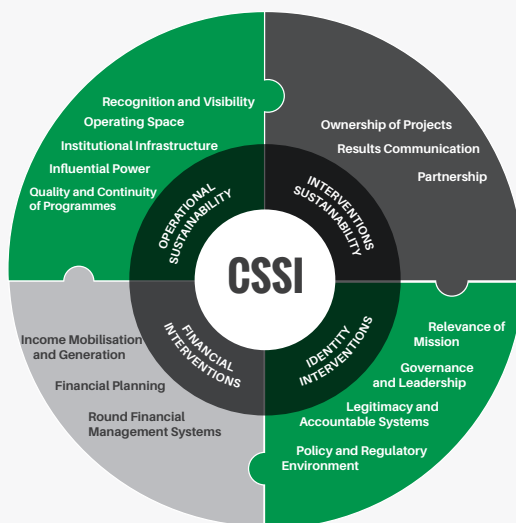 Recognition and Visibility
Operating Space
Institutional Infrastructure
Influential Power
Quality and Continuity
of Programmes
OPERATIONAL
SUSTAINABILITY
Ownership of Projects
Results Communication
Partnership
INTERVENTIONS
SUSTAINABILITY
CSSI
Income Mobilisation
and Generation
Financial Planning
Round Financial
Management Systems
FINANCIAL
INTERVENTIONS
IDENTITY
INTERVENTIONS
Relevance of
Mission
Governance
and Leadership
Legitimacy and
Accountable Systems
Policy and Regulatory
Environment